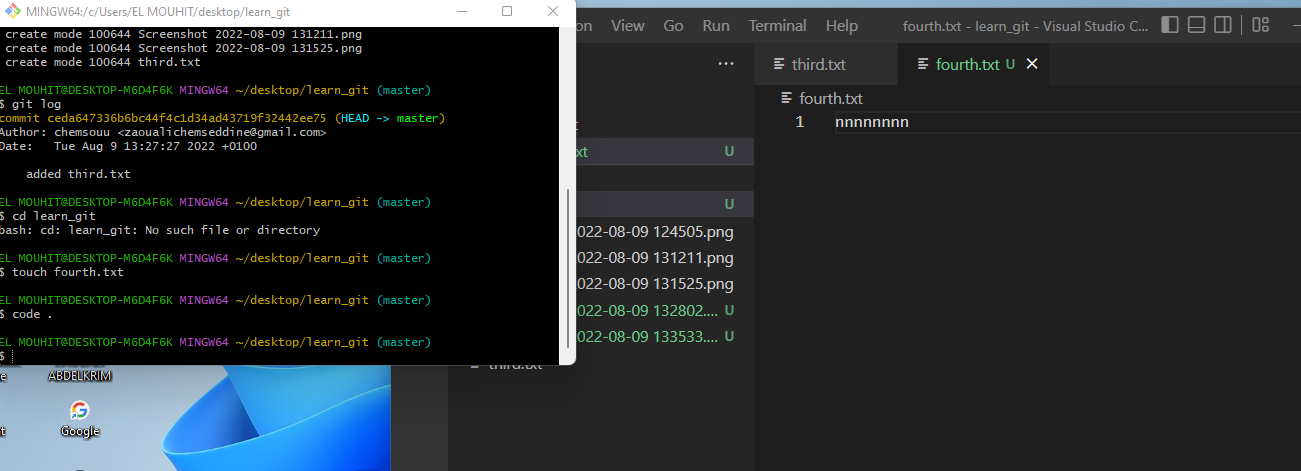 MINGW64:/c/Users/EL MOUHIT/desktop/learn_git
create mode 100644 Screenshot 2022-08-09 131211.png
create mode 100644 Screenshot 2022-08-09 131525.png
create mode 100644 third.txt
EL MOUHIT@DESKTOP-M6D4F6K MINGW64 ~/desktop/learn_git (master)
$ git log
commit ceda647336b6bc44f4c1d34ad43719f32442ee75 (HEAD -> master)
Author: chemsouu <zaoualichemseddine@gmail.com>
Date: Tue Aug 9 13:27:27 2022 +0100
added third.txt
EL MOUHIT@DESKTOP-M6D4F6K MINGW64 ~/desktop/learn_git (master)
$ cd learn_git
bash: cd: learn_git: No such file or directory
EL MOUHIT@DESKTOP-M6D4F6K MINGW64 ~/desktop/learn_git (master)
$ touch fourth.txt
EL MOUHIT@DESKTOP-M6D4F6K MINGW64 ~/desktop/learn_git (master)
$ code .
EL MOUHIT@DESKTOP-M6D4F6K MINGW64 ~/desktop/learn_git (master)
$
ABDELKRIM
Google
on View Go Run Terminal Help fourth.txt - learn_git - Visual Studio C...
...
xt U
U
022-08-09 124505.png
022-08-09 131211.png
022-08-09 131525.png
022-08-09 132802.... U
022-08-09 133533.... U
third.txt
third.txt fourth.txt U
fourth.txt
1 nnnnnnnn